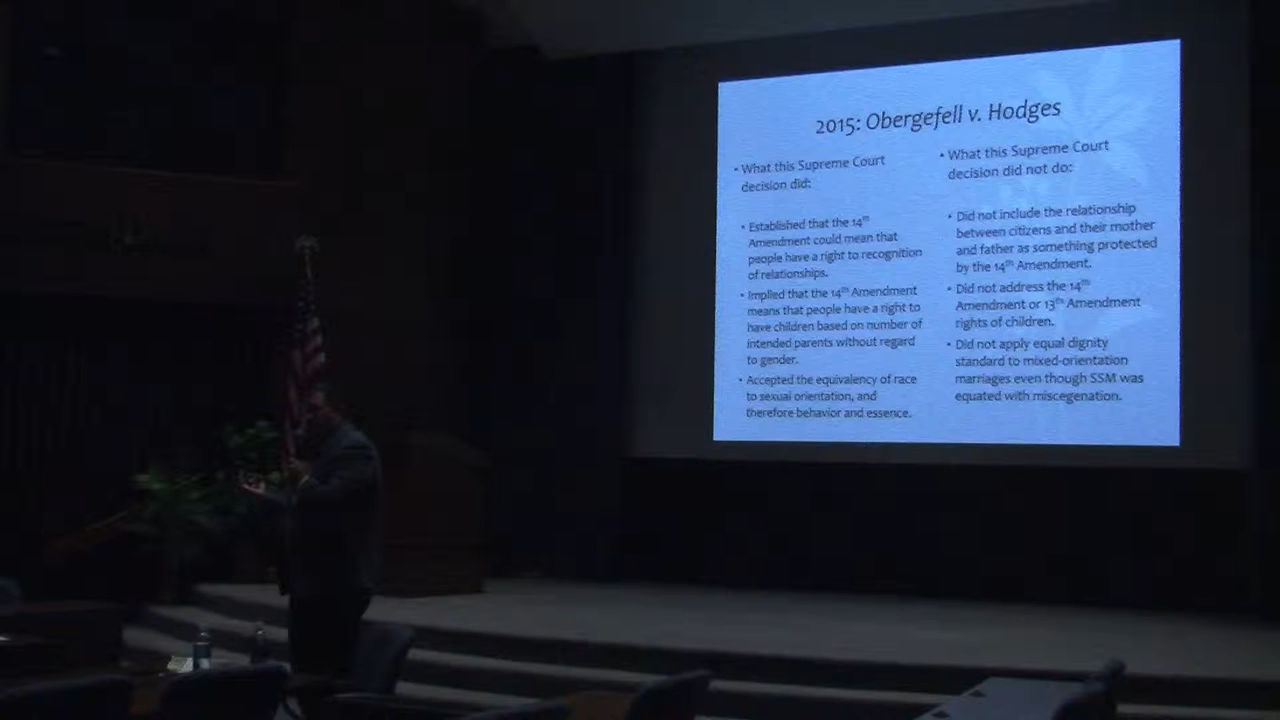 2015: Obergefell v. Hodges
• What this Supreme Court
decision did:
• Established that the 14th
Amendment could mean that
people have a right to recognition
of relationships.
• Implied that the 14th Amendment
means that people have a right to
have children based on number of
intended parents without regard
to gender.
• Accepted the equivalency of race
to sexual orientation, and
therefore behavior and essence.
• What this Supreme Court
decision did not do:
• Did not include the relationship
between citizens and their mother
and father as something protected
by the 14th Amendment.
• Did not address the 14th
Amendment or 13th Amendment
rights of children.
• Did not apply equal dignity
standard to mixed-orientation
marriages even though SSM was
equated with miscegenation.